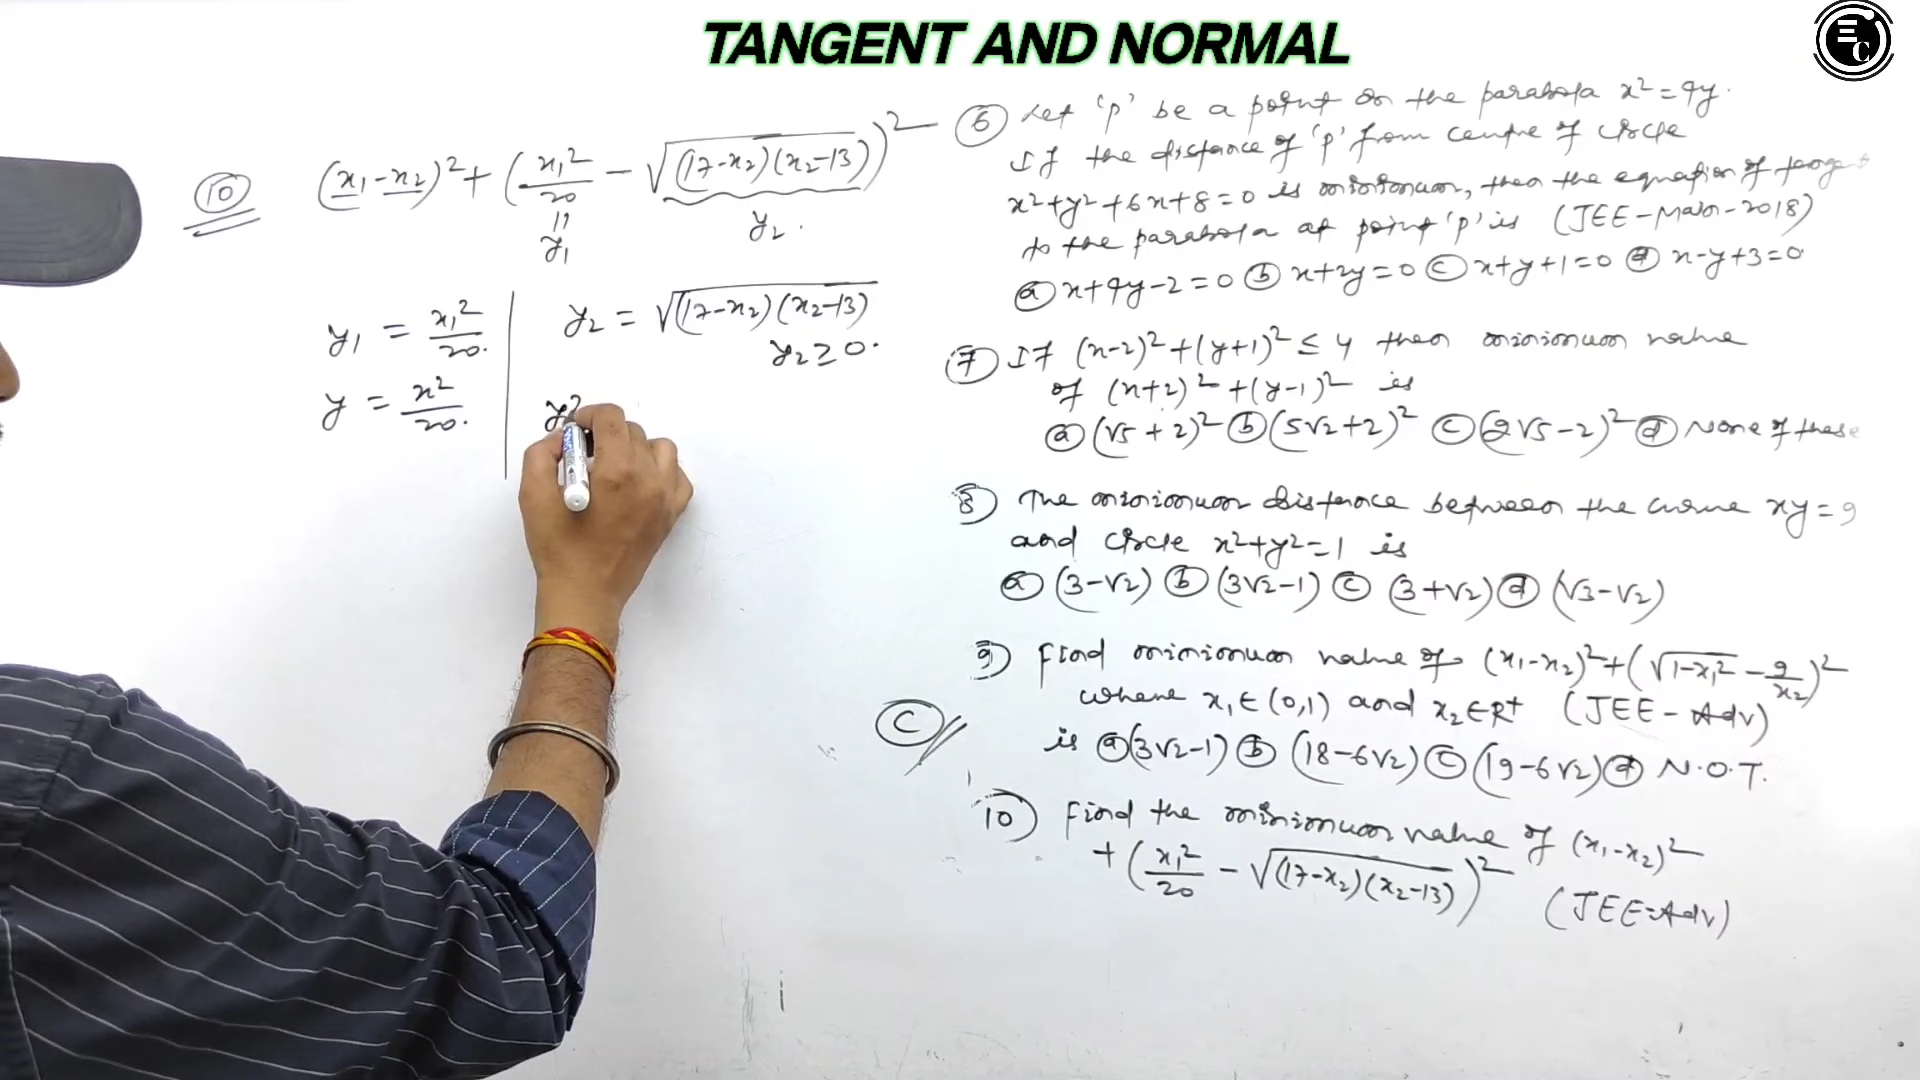 TANGENT AND NORMAL
EC
⑩ (x₁-x₂)²+(x₁²/20 - √(17-x₂)(x₂-13))²
॥
y₁
y₂.
y₁ = x₁²/20.
y₂ = √(17-x₂)(x₂-13)
y₂≥0.
y = x²/20.
y²
⑥ Let 'p' be a point on the parabola x²=4y.
If the distance of 'p' from centre of circle
x²+y²+6x+8=0 is minimum, then the equation of tangent
to the parabola at point 'p' is (JEE-Main-2018)
ⓐ x+4y-2=0 ⓑ x+2y=0 ⓒ x+y+1=0 ⓓ x-y+3=0
⑦ If (x-2)²+(y+1)²≤4 then minimum value
of (x+2)²+(y-1)² is
ⓐ (√5+2)² ⓑ (5√2+2)² ⓒ (2√5-2)² ⓓ None of these
8) The minimum distance between the curve xy=9
and circle x²+y²=1 is
ⓐ (3-√2) ⓑ (3√2-1) ⓒ (3+√2) ⓓ (√3-√2)
9) Find minimum value of (x₁-x₂)²+(√1-x₁² - 9/x₂)²
where x₁∈(0,1) and x₂∈R⁺ (JEE-Adv)
is ⓐ(3√2-1) ⓑ (18-6√2) ⓒ (19-6√2) ⓓ N.O.T.
ⓒ//
10) Find the minimum value of (x₁-x₂)²
+(x₁²/20 - √(17-x₂)(x₂-13))² (JEE-Adv)